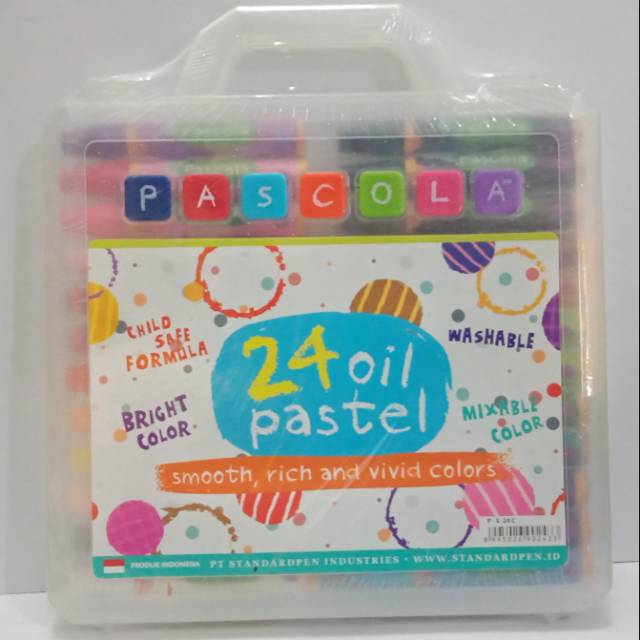 PASCOLA™
CHILD
SAFE
FORMULA
WASHABLE
24 oil
pastel
BRIGHT
COLOR
MIXABLE
COLOR
smooth, rich and vivid colors
PRODUK INDONESIA PT STANDARDPEN INDUSTRIES • WWW.STANDARDPEN.ID